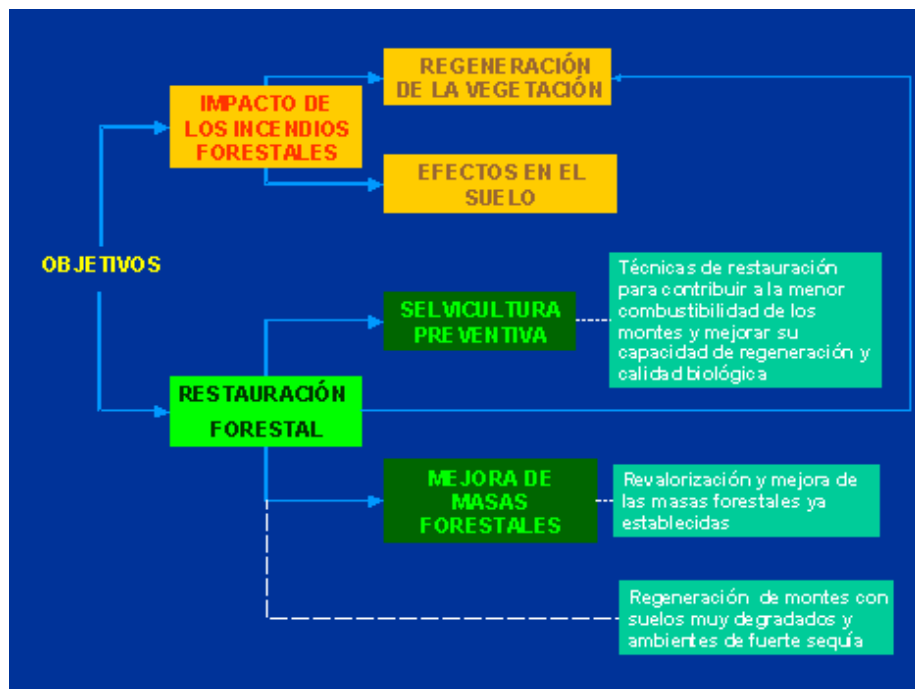 REGENERACIÓN
DE LA VEGETACIÓN
IMPACTO DE
LOS INCENDIOS
FORESTALES
EFECTOS EN EL
SUELO
OBJETIVOS
Técnicas de restauración
para contribuir a la menor
combustibilidad de los
montes y mejorar su
capacidad de regeneración y
calidad biológica
SELVICULTURA
PREVENTIVA
RESTAURACIÓN
FORESTAL
MEJORA DE
MASAS
FORESTALES
Revalorización y mejora de
las masas forestales ya
establecidas
Regeneración de montes con
suelos muy degradados y
ambientes de fuerte sequía